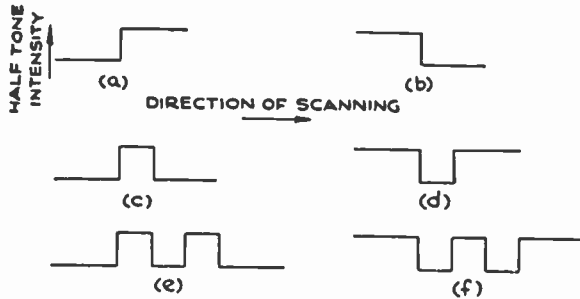 HALF TONE
INTENSITY
(a)
(b)
DIRECTION OF SCANNING
(c)
(d)
(e)
(f)